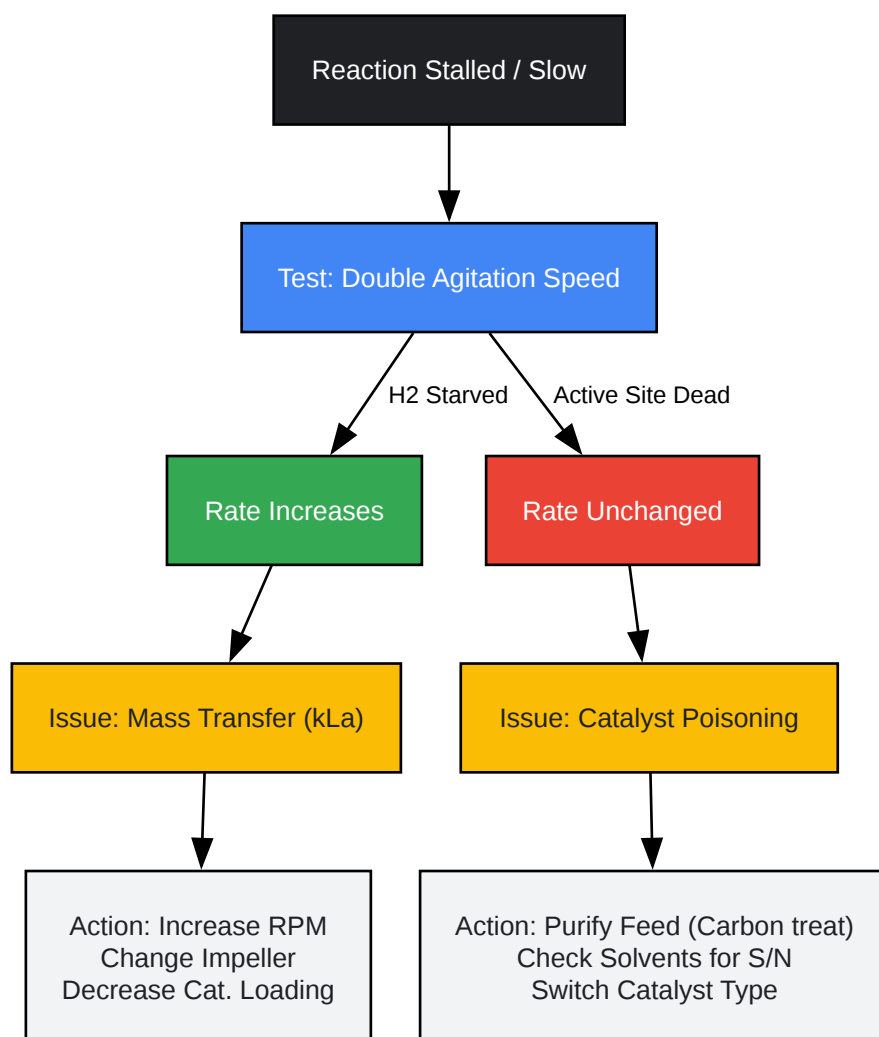 Reaction Stalled / Slow
Test: Double Agitation Speed
H2 Starved
Active Site Dead
Rate Increases
Rate Unchanged
Issue: Mass Transfer (kLa)
Issue: Catalyst Poisoning
Action: Increase RPM
Change Impeller
Decrease Cat. Loading
Action: Purify Feed (Carbon treat)
Check Solvents for S/N
Switch Catalyst Type